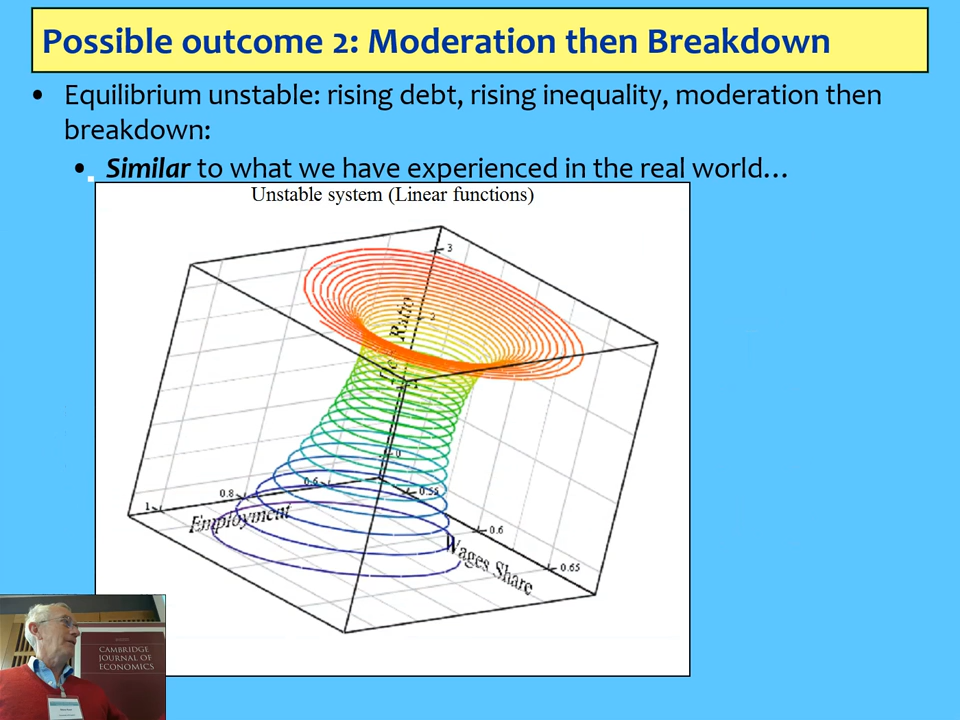 Possible outcome 2: Moderation then Breakdown
• Equilibrium unstable: rising debt, rising inequality, moderation then
breakdown:
• Similar to what we have experienced in the real world…
Unstable system (Linear functions)
3
2
Ratio
0
0.6
0.8
1
0.55
0.6
0.65
Employment
Wages Share
CAMBRIDGE
JOURNAL OF
ECONOMICS